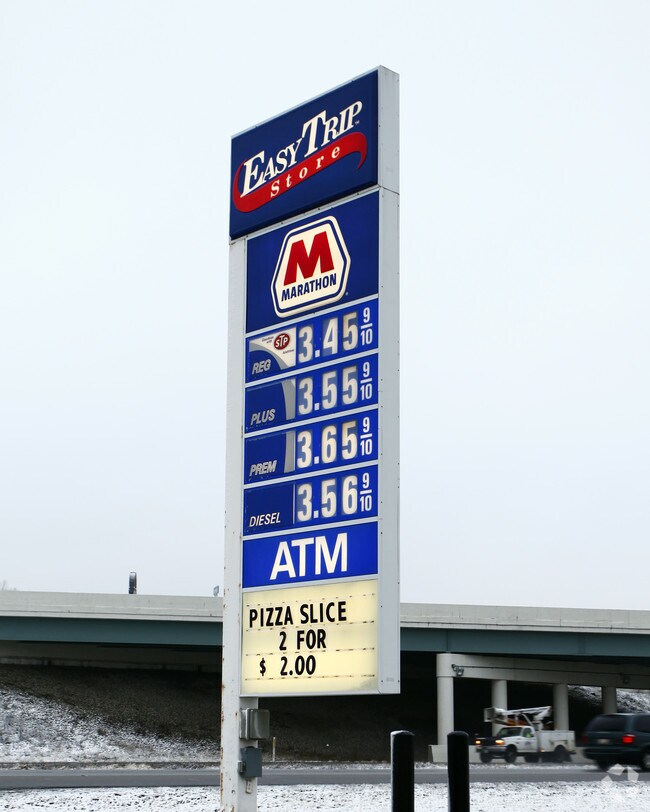 EASY TRIP
Store
M
MARATHON
STP
REG 3.45 9/10
PLUS 3.55 9/10
PREM 3.65 9/10
DIESEL 3.56 9/10
ATM
PIZZA SLICE
2 FOR
$ 2.00